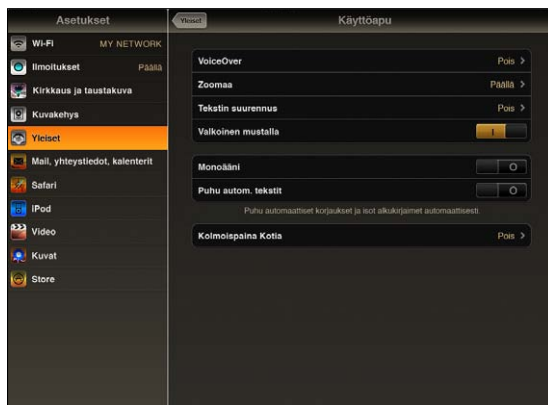 Asetukset
Yleiset
Käyttöapu
Wi-Fi MY NETWORK
Ilmoitukset Päällä
Kirkkaus ja taustakuva
Kuvakehys
Yleiset
Mail, yhteystiedot, kalenterit
Safari
iPod
Video
Kuvat
Store
VoiceOver Pois
Zoomaa Päällä
Tekstin suurennus Pois
Valkoinen mustalla I
Monoääni O
Puhu autom. tekstit O
Puhu automaattiset korjaukset ja isot alkukirjaimet automaattisesti.
Kolmoispaina Kotia Pois